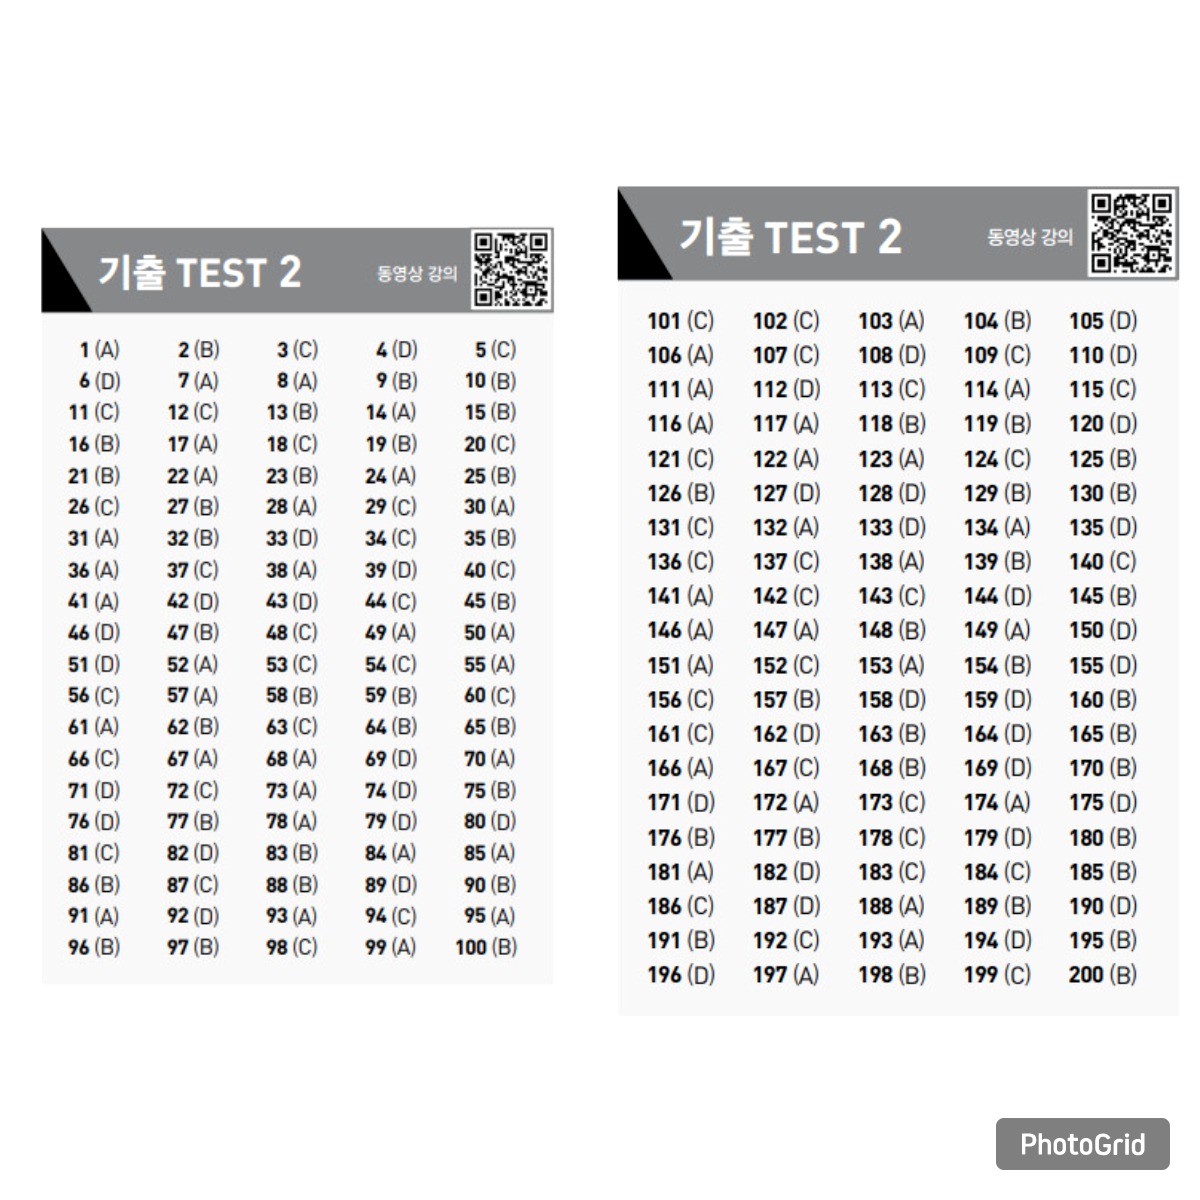 기출 TEST 2 동영상 강의
1 (A) 2 (B) 3 (C) 4 (D) 5 (C)
6 (D) 7 (A) 8 (A) 9 (B) 10 (B)
11 (C) 12 (C) 13 (B) 14 (A) 15 (B)
16 (B) 17 (A) 18 (C) 19 (B) 20 (C)
21 (B) 22 (A) 23 (B) 24 (A) 25 (B)
26 (C) 27 (B) 28 (A) 29 (C) 30 (A)
31 (A) 32 (B) 33 (D) 34 (C) 35 (B)
36 (A) 37 (C) 38 (A) 39 (D) 40 (C)
41 (A) 42 (D) 43 (D) 44 (C) 45 (B)
46 (D) 47 (B) 48 (C) 49 (A) 50 (A)
51 (D) 52 (A) 53 (C) 54 (C) 55 (A)
56 (C) 57 (A) 58 (B) 59 (B) 60 (C)
61 (A) 62 (B) 63 (C) 64 (B) 65 (B)
66 (C) 67 (A) 68 (A) 69 (D) 70 (A)
71 (D) 72 (C) 73 (A) 74 (D) 75 (B)
76 (D) 77 (B) 78 (A) 79 (D) 80 (D)
81 (C) 82 (D) 83 (B) 84 (A) 85 (A)
86 (B) 87 (C) 88 (B) 89 (D) 90 (B)
91 (A) 92 (D) 93 (A) 94 (C) 95 (A)
96 (B) 97 (B) 98 (C) 99 (A) 100 (B)
기출 TEST 2 동영상 강의
101 (C) 102 (C) 103 (A) 104 (B) 105 (D)
106 (A) 107 (C) 108 (D) 109 (C) 110 (D)
111 (A) 112 (D) 113 (C) 114 (A) 115 (C)
116 (A) 117 (A) 118 (B) 119 (B) 120 (D)
121 (C) 122 (A) 123 (A) 124 (C) 125 (B)
126 (B) 127 (D) 128 (D) 129 (B) 130 (B)
131 (C) 132 (A) 133 (D) 134 (A) 135 (D)
136 (C) 137 (C) 138 (A) 139 (B) 140 (C)
141 (A) 142 (C) 143 (C) 144 (D) 145 (B)
146 (A) 147 (A) 148 (B) 149 (A) 150 (D)
151 (A) 152 (C) 153 (A) 154 (B) 155 (D)
156 (C) 157 (B) 158 (D) 159 (D) 160 (B)
161 (C) 162 (D) 163 (B) 164 (D) 165 (B)
166 (A) 167 (C) 168 (B) 169 (D) 170 (B)
171 (D) 172 (A) 173 (C) 174 (A) 175 (D)
176 (B) 177 (B) 178 (C) 179 (D) 180 (B)
181 (A) 182 (D) 183 (C) 184 (C) 185 (B)
186 (C) 187 (D) 188 (A) 189 (B) 190 (D)
191 (B) 192 (C) 193 (A) 194 (D) 195 (B)
196 (D) 197 (A) 198 (B) 199 (C) 200 (B)
PhotoGrid